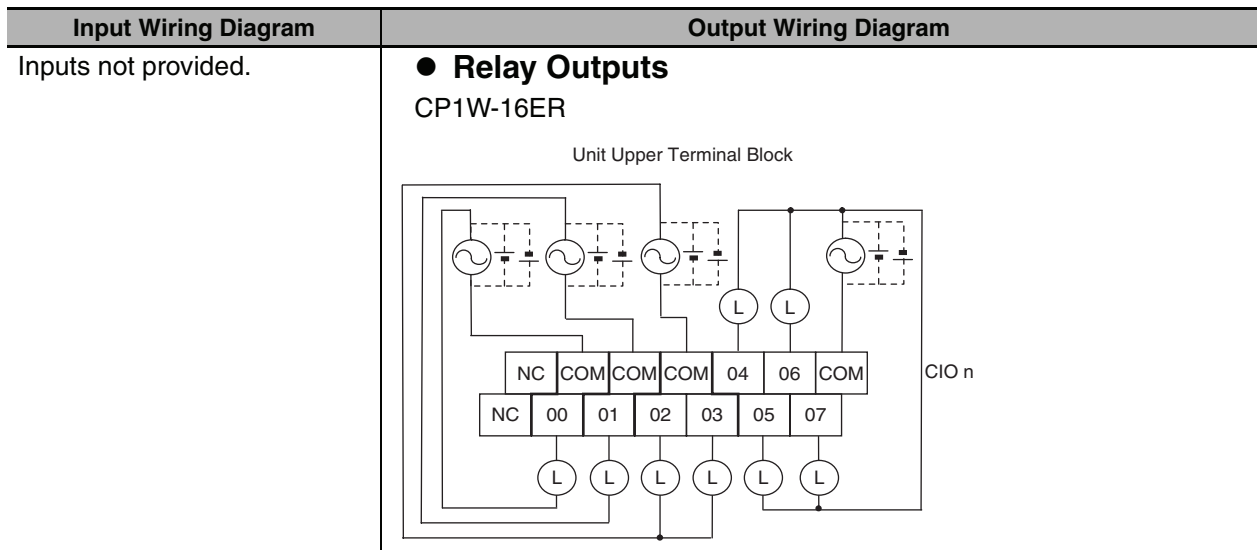 Input Wiring Diagram Output Wiring Diagram
Inputs not provided.
● Relay Outputs
CP1W-16ER
Unit Upper Terminal Block
L L
NC COM COM COM 04 06 COM
CIO n
NC 00 01 02 03 05 07
L L L L L L